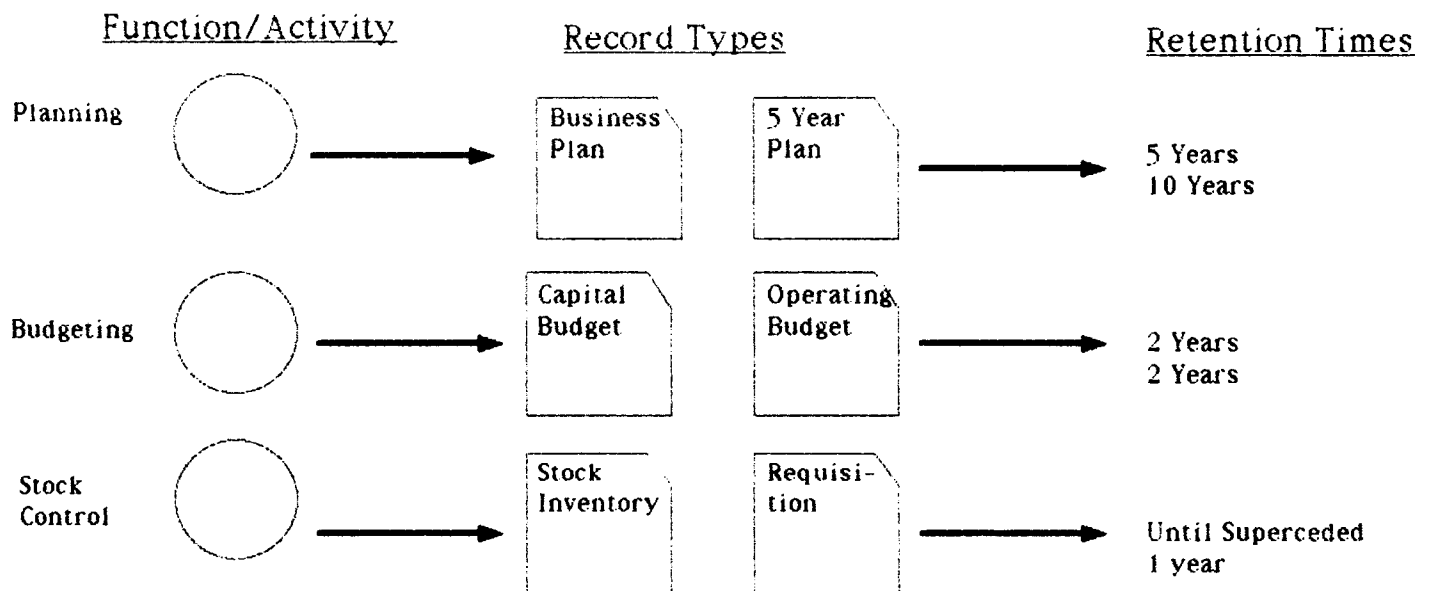 Function/Activity
Record Types
Retention Times
Planning
Business
Plan
5 Year
Plan
5 Years
10 Years
Budgeting
Capital
Budget
Operating
Budget
2 Years
2 Years
Stock
Control
Stock
Inventory
Requisi-
tion
Until Superceded
1 year